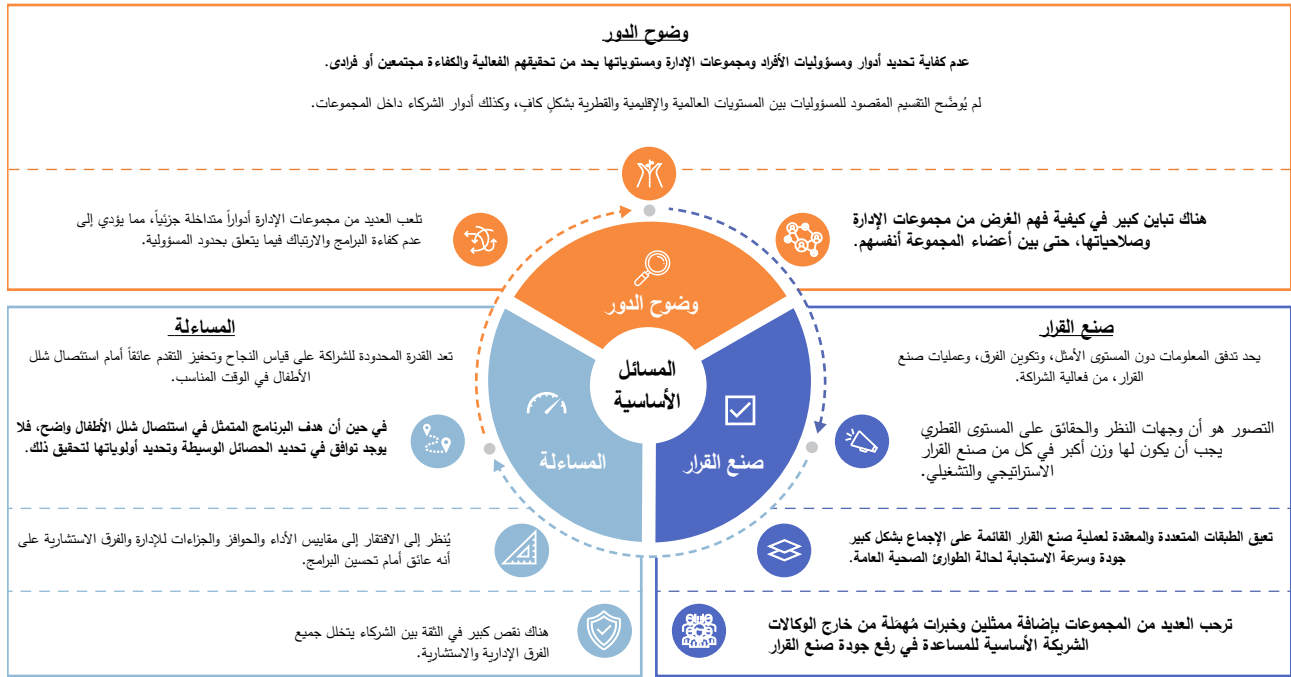 وضوح الدور
عدم كفاية تحديد أدوار ومسؤوليات الأفراد ومجموعات الإدارة ومستوياتها يحد من تحقيقهم الفعالية والكفاءة مجتمعين أو فرادى.
لم يُوضَّح التقسيم المقصود للمسؤوليات بين المستويات العالمية والإقليمية والقطرية بشكلٍ كافٍ، وكذلك أدوار الشركاء داخل المجموعات.
هناك تباين كبير في كيفية فهم الغرض من مجموعات الإدارة
وصلاحياتها، حتى بين أعضاء المجموعة أنفسهم.
تلعب العديد من مجموعات الإدارة أدواراً متداخلة جزئياً، مما يؤدي إلى
عدم كفاءة البرامج والارتباك فيما يتعلق بحدود المسؤولية.
وضوح الدور
المسائل
الأساسية
صنع القرار
المساءلة
صنع القرار
يحد تدفق المعلومات دون المستوى الأمثل، وتكوين الفرق، وعمليات صنع
القرار، من فعالية الشراكة.
التصور هو أن وجهات النظر والحقائق على المستوى القطري
يجب أن يكون لها وزن أكبر في كل من صنع القرار
الاستراتيجي والتشغيلي.
تعيق الطبقات المتعددة والمعقدة لعملية صنع القرار القائمة على الإجماع بشكل كبير
جودة وسرعة الاستجابة لحالة الطوارئ الصحية العامة.
ترحب العديد من المجموعات بإضافة ممثلين وخبرات مُهمَلة من خارج الوكالات
الشريكة الأساسية للمساعدة في رفع جودة صنع القرار
المساءلة
تعد القدرة المحدودة للشراكة على قياس النجاح وتحفيز التقدم عائقاً أمام استئصال شلل
الأطفال في الوقت المناسب.
في حين أن هدف البرنامج المتمثل في استئصال شلل الأطفال واضح، فلا
يوجد توافق في تحديد الحصائل الوسيطة وتحديد أولوياتها لتحقيق ذلك.
يُنظر إلى الافتقار إلى مقاييس الأداء والحوافز والجزاءات للإدارة والفرق الاستشارية على
أنه عائق أمام تحسين البرامج.
هناك نقص كبير في الثقة بين الشركاء يتخلل جميع
الفرق الإدارية والاستشارية.